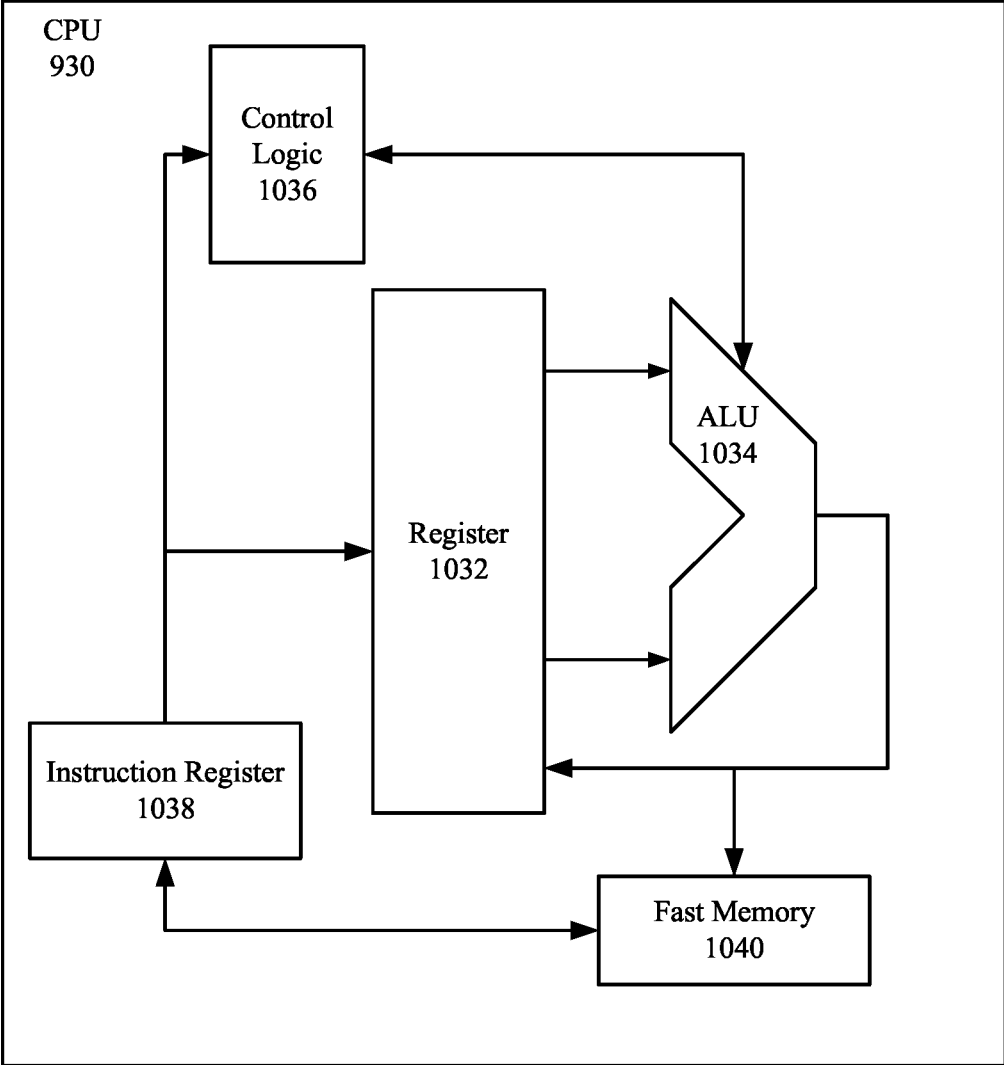 CPU
930
Control
Logic
1036
ALU
1034
Register
1032
Instruction Register
1038
Fast Memory
1040